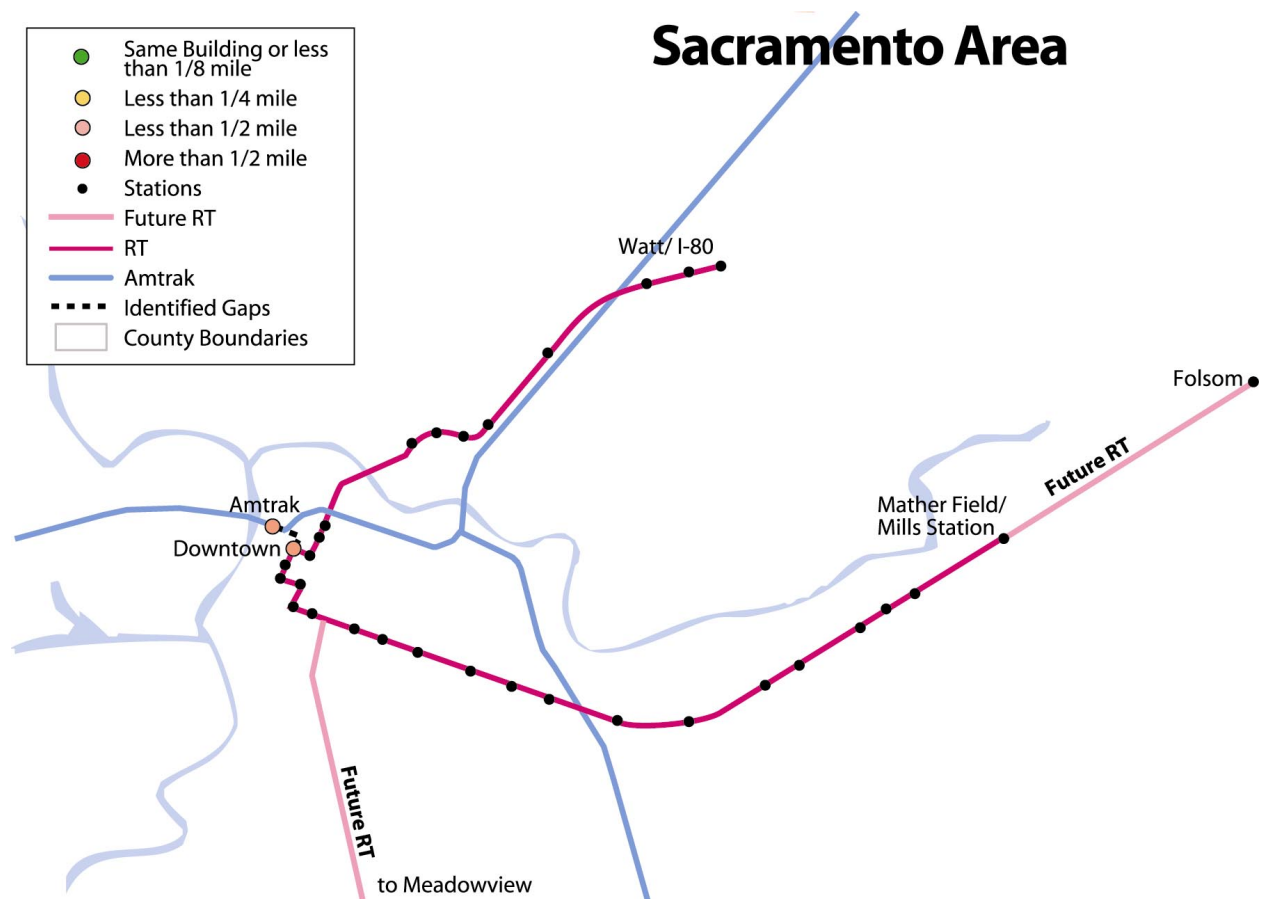 Sacramento Area
Same Building or less
than 1/8 mile
Less than 1/4 mile
Less than 1/2 mile
More than 1/2 mile
Stations
Future RT
RT
Amtrak
Identified Gaps
County Boundaries
Watt/ I-80
Folsom
Future RT
Mather Field/
Mills Station
Amtrak
Downtown
Future RT
to Meadowview